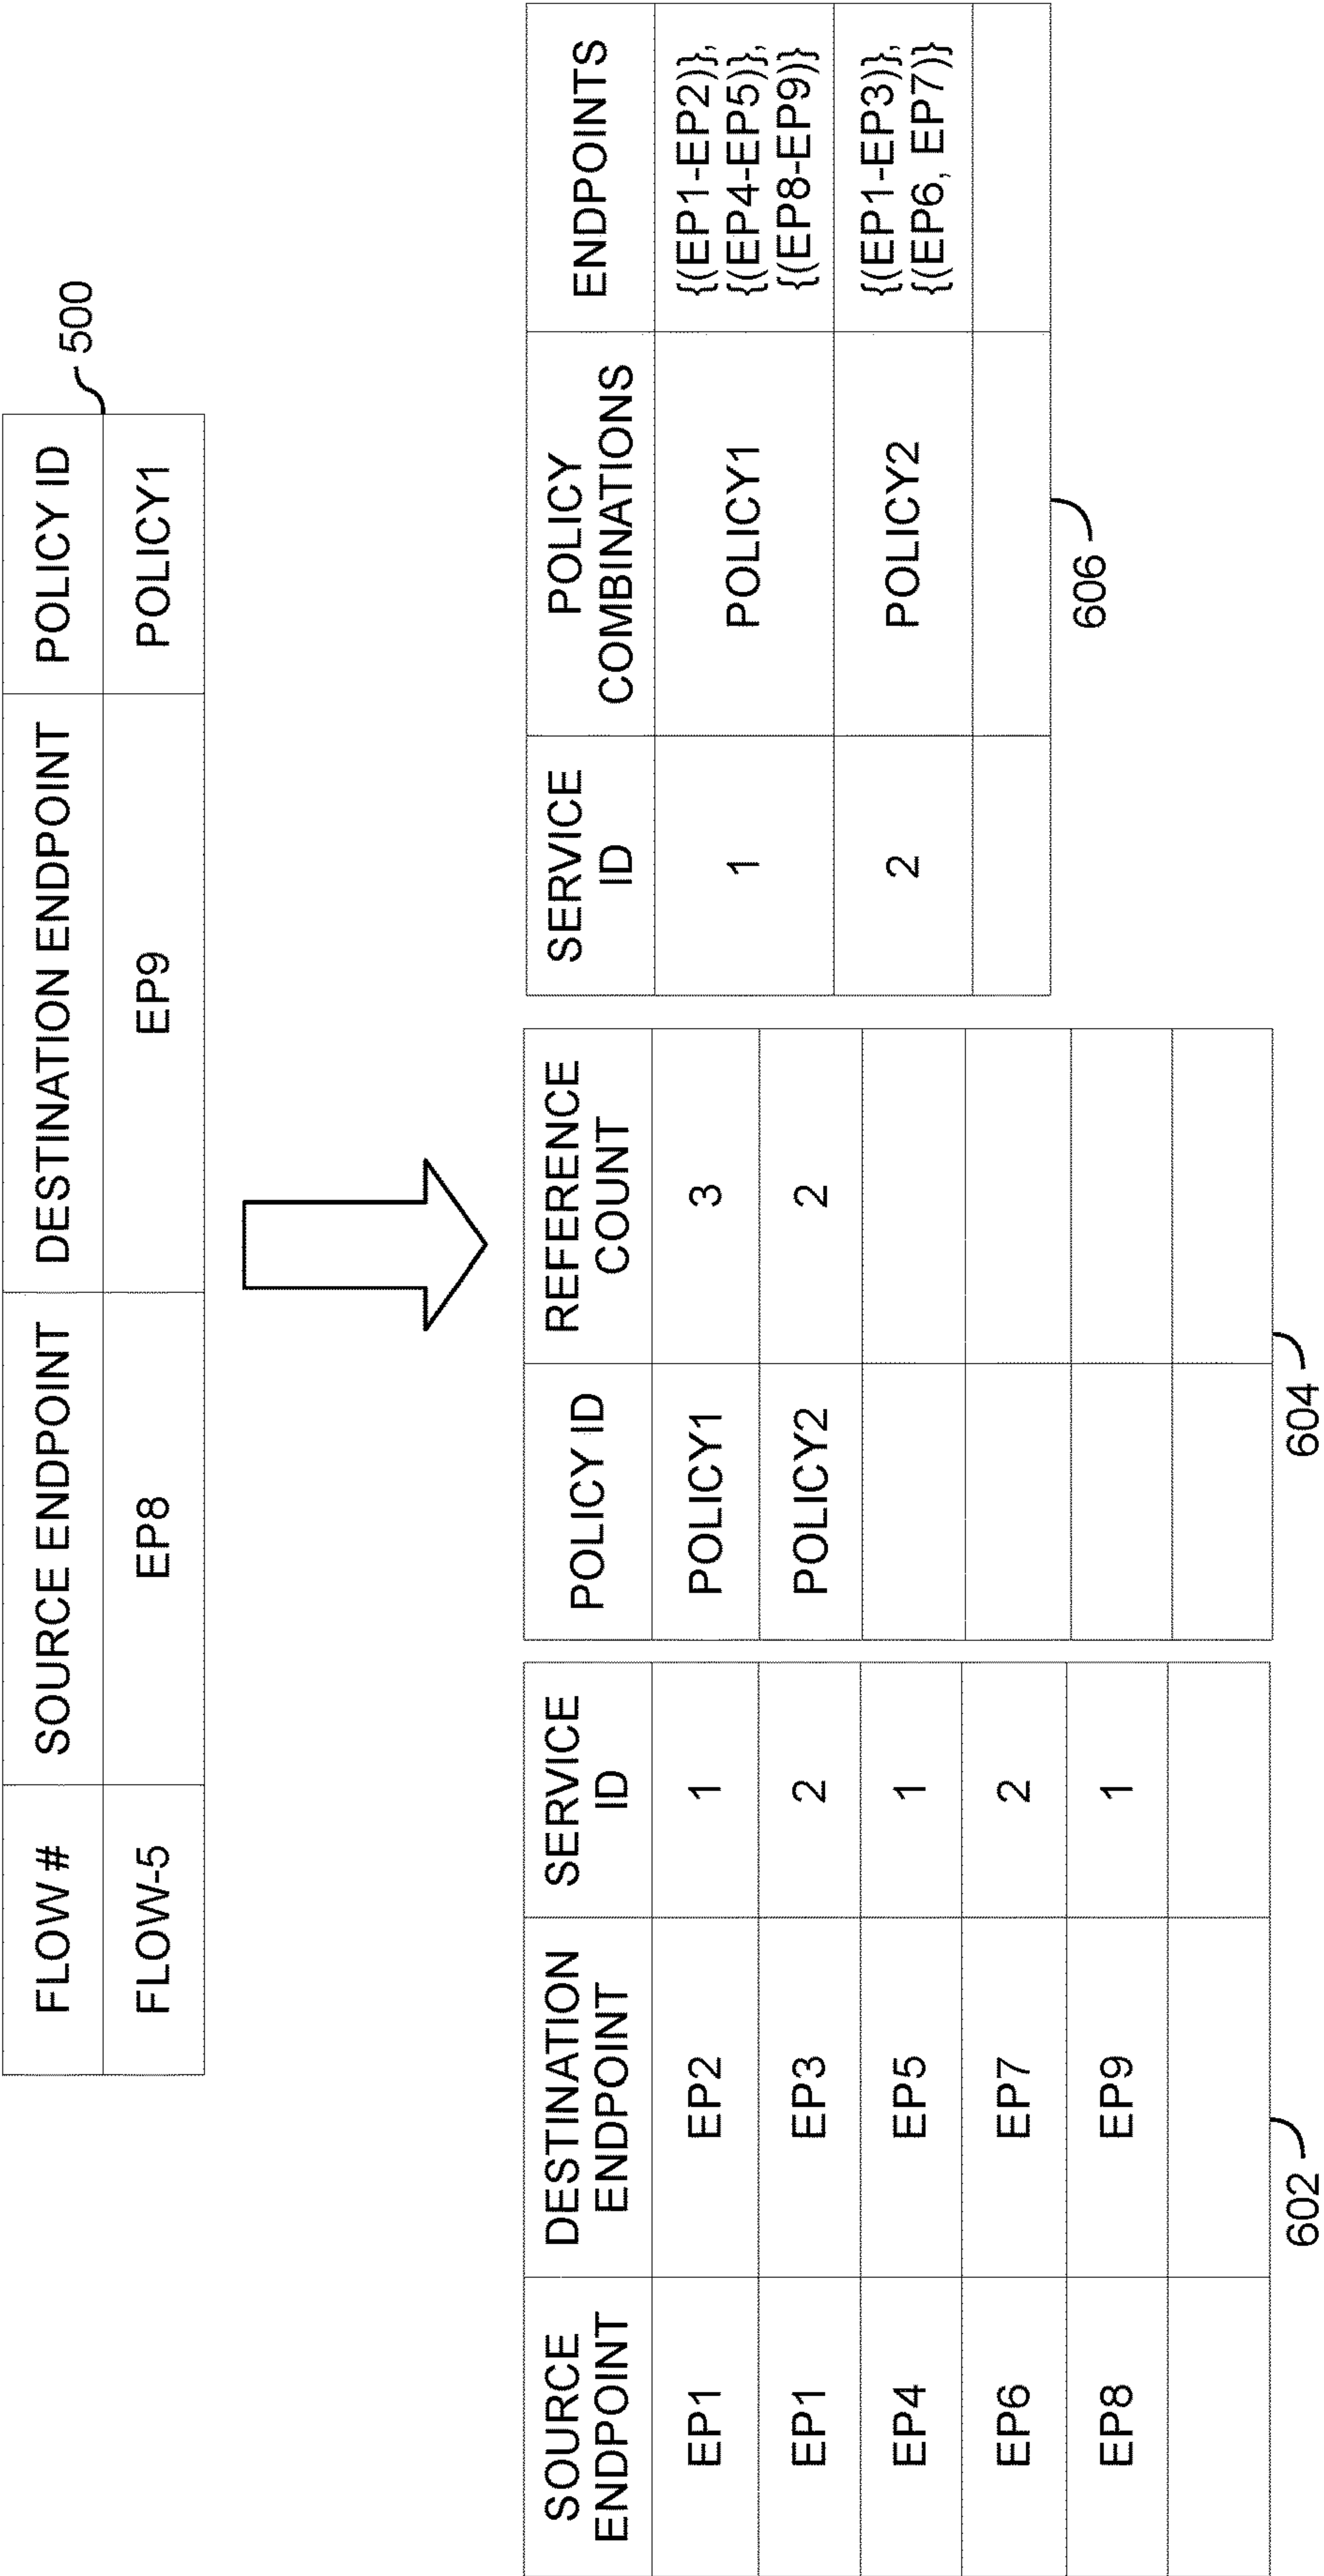 FLOW # SOURCE ENDPOINT DESTINATION ENDPOINT POLICY ID
FLOW-5 EP8 EP9 POLICY1
500
SOURCE ENDPOINT DESTINATION ENDPOINT SERVICE ID
EP1 EP2 1
EP1 EP3 2
EP4 EP5 1
EP6 EP7 2
EP8 EP9 1
602
POLICY ID REFERENCE COUNT
POLICY1 3
POLICY2 2
604
SERVICE ID POLICY COMBINATIONS ENDPOINTS
1 POLICY1 {(EP1-EP2)},
{(EP4-EP5)},
{(EP8-EP9)}
2 POLICY2 {(EP1-EP3)},
{(EP6, EP7)}
606